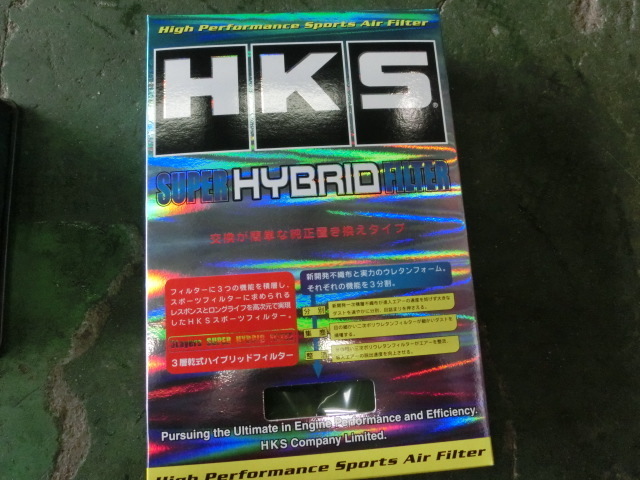 High Performance Sports Air Filter
HKS®
SUPER HYBRID FILTER
交換が簡単な純正置き換えタイプ
フィルターに3つの機能を積層し、
スポーツフィルターに求められる
レスポンスとロングライフを高次元で実現
したHKSスポーツフィルター。
3layers SUPER HYBRID
3層乾式ハイブリッドフィルター
新開発不織布と実力のウレタンフォーム。
それぞれの機能を3分割。
分
集
整
Pursuing the Ultimate in Engine Performance and Efficiency.
HKS Company Limited.
High Performance Sports Air Filter